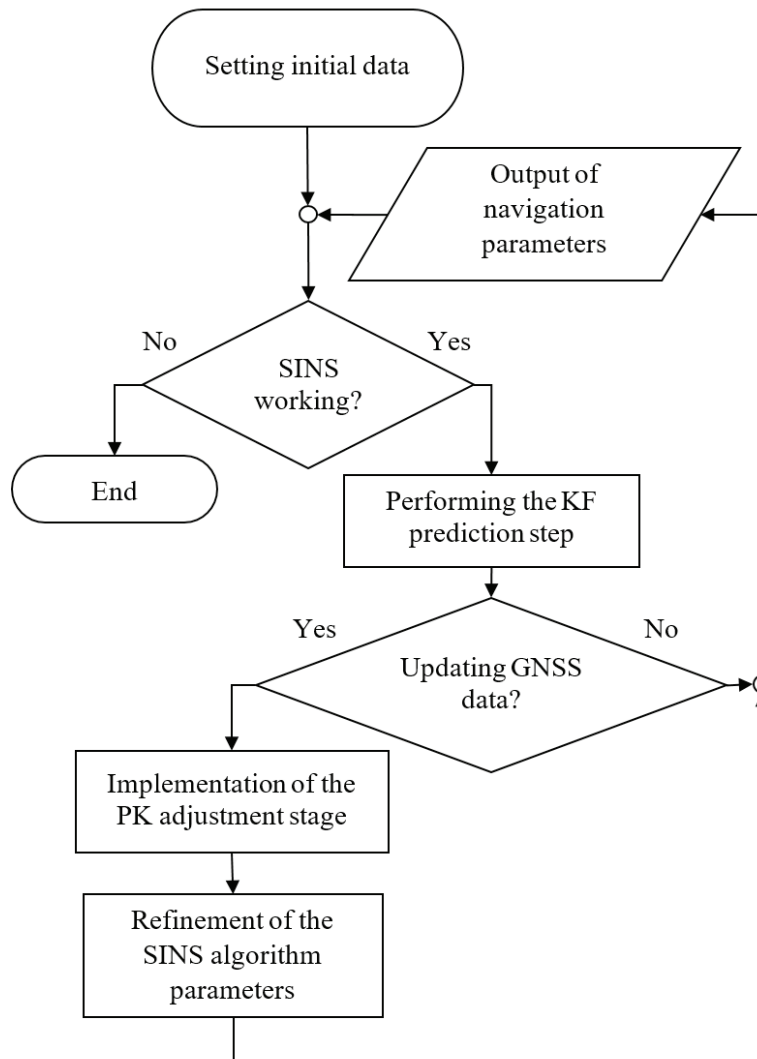 Setting initial data
Output of
navigation
parameters
No
Yes
SINS
working?
End
Performing the KF
prediction step
Yes
No
Updating GNSS
data?
Implementation of the
PK adjustment stage
Refinement of the
SINS algorithm
parameters